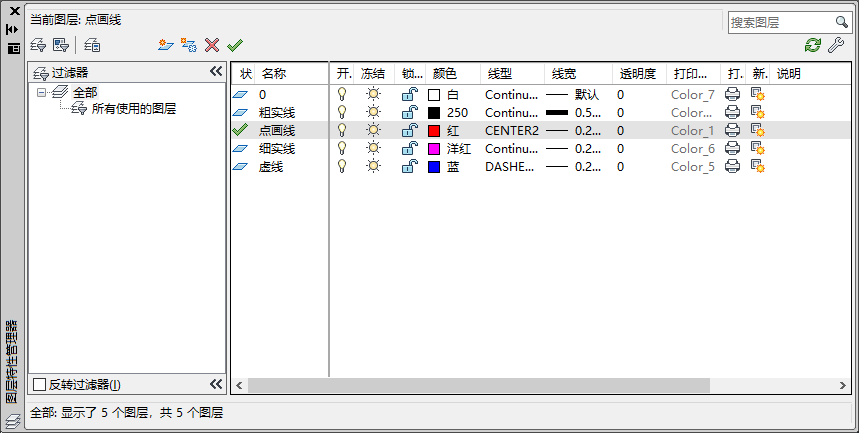 当前图层: 点画线
搜索图层
过滤器
全部
所有使用的图层
反转过滤器(I)
状 名称 开. 冻结 锁... 颜色 线型 线宽 透明度 打印... 打. 新. 说明
0 白 Continu... 默认 0 Color_7
粗实线 250 Continu... 0.5... 0 Color...
点画线 红 CENTER2 0.2... 0 Color_1
细实线 洋红 Continu... 0.2... 0 Color_6
虚线 蓝 DASHE... 0.2... 0 Color_5
图层特性管理器
全部: 显示了 5 个图层，共 5 个图层